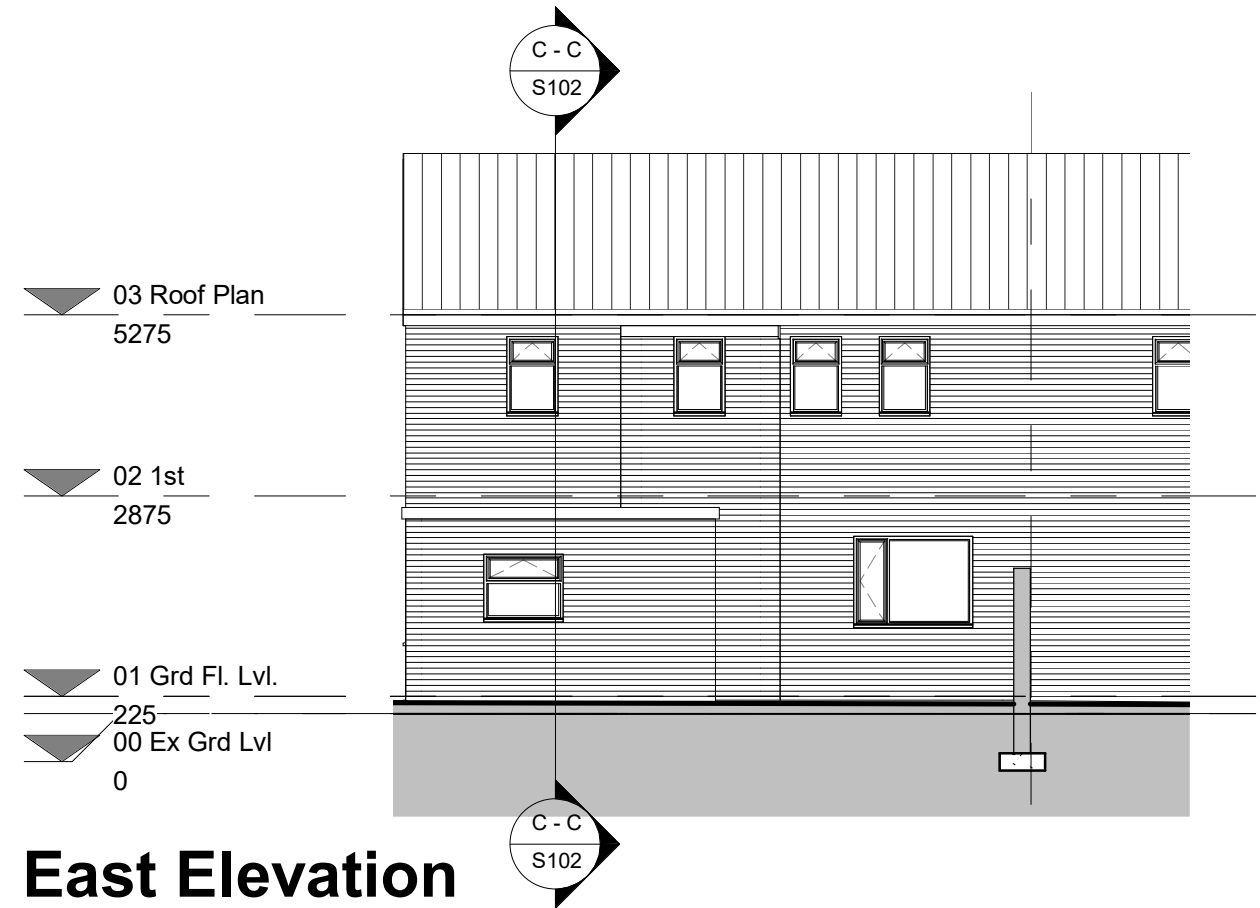 C - C
S102
03 Roof Plan
5275
02 1st
2875
01 Grd Fl. Lvl.
225
00 Ex Grd Lvl
0
C - C
S102
East Elevation